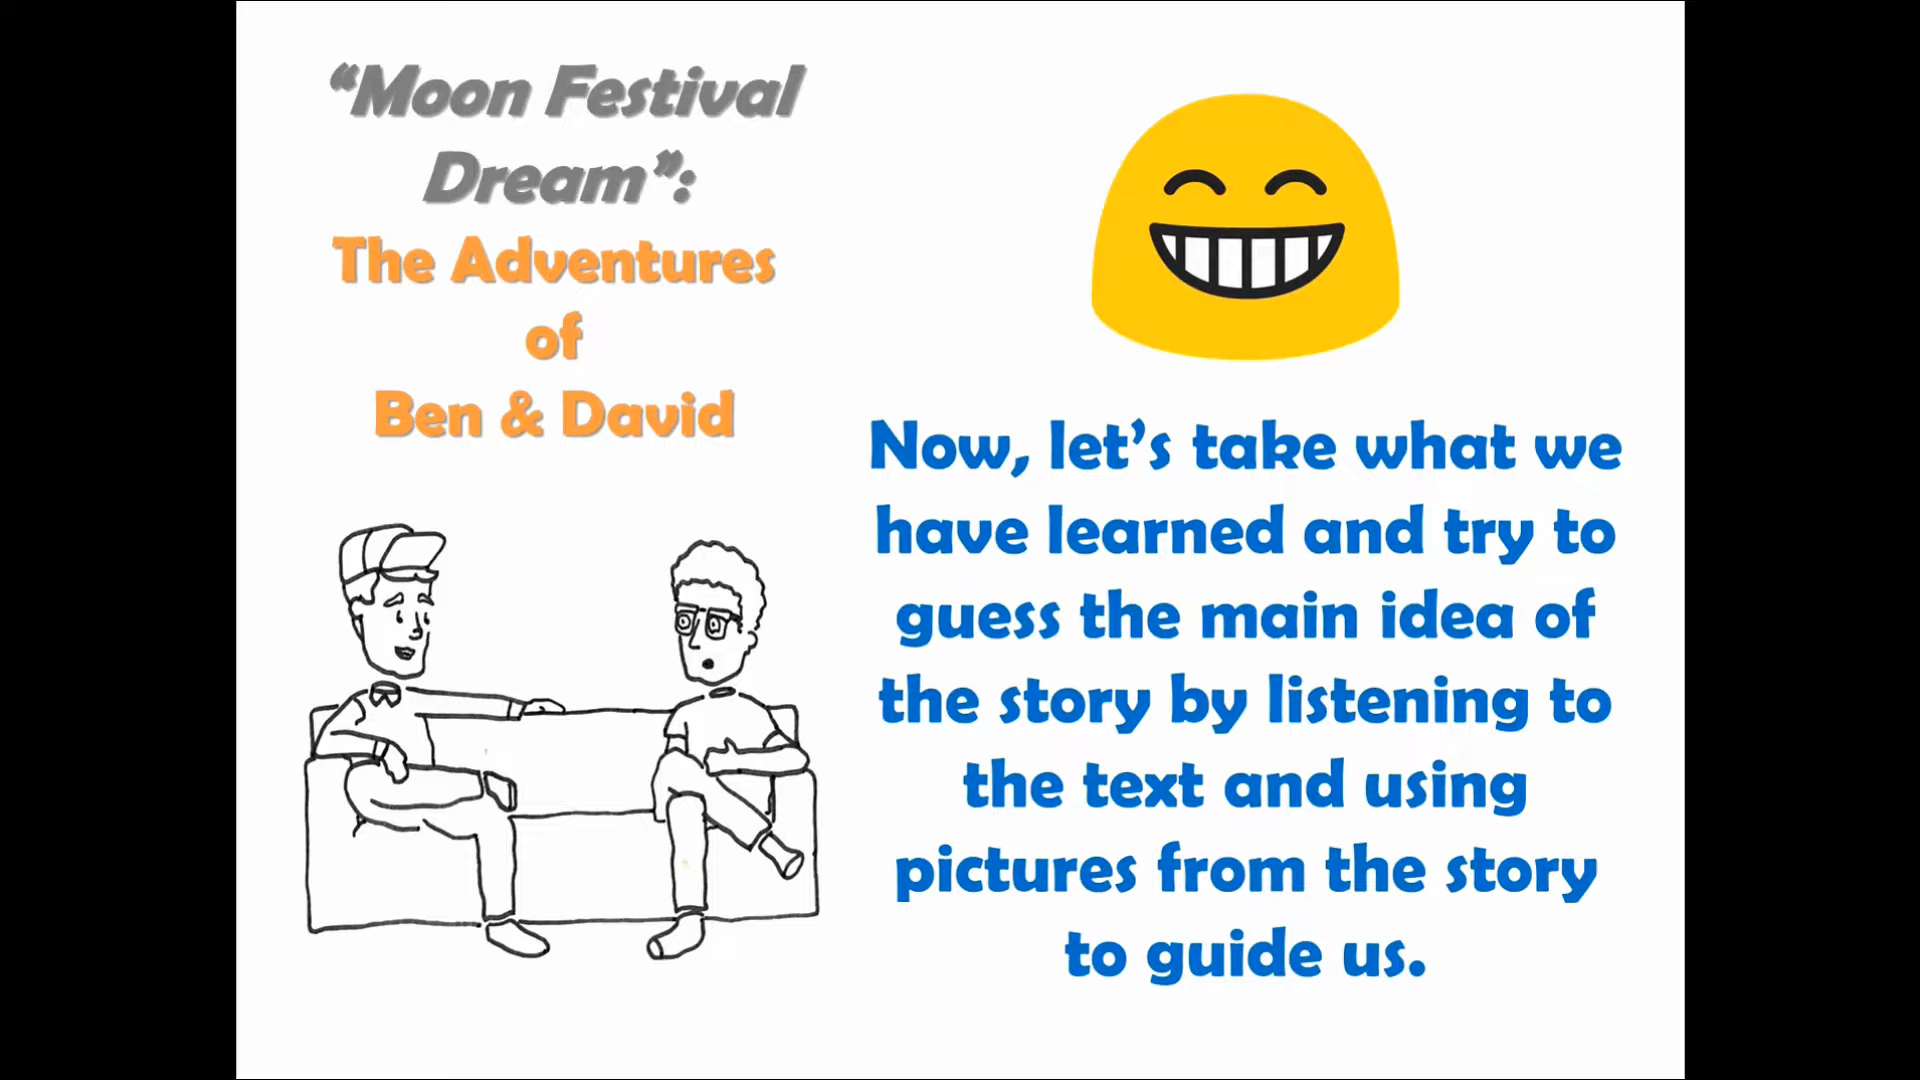 “Moon Festival
Dream”:
The Adventures
of
Ben & David
Now, let’s take what we
have learned and try to
guess the main idea of
the story by listening to
the text and using
pictures from the story
to guide us.